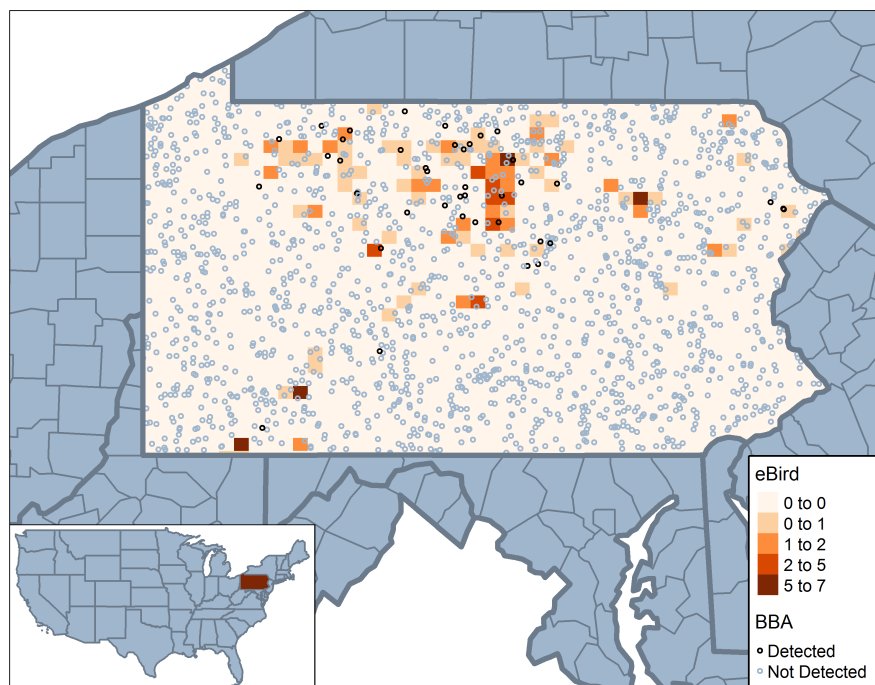 eBird
0 to 0
0 to 1
1 to 2
2 to 5
5 to 7
BBA
Detected
Not Detected